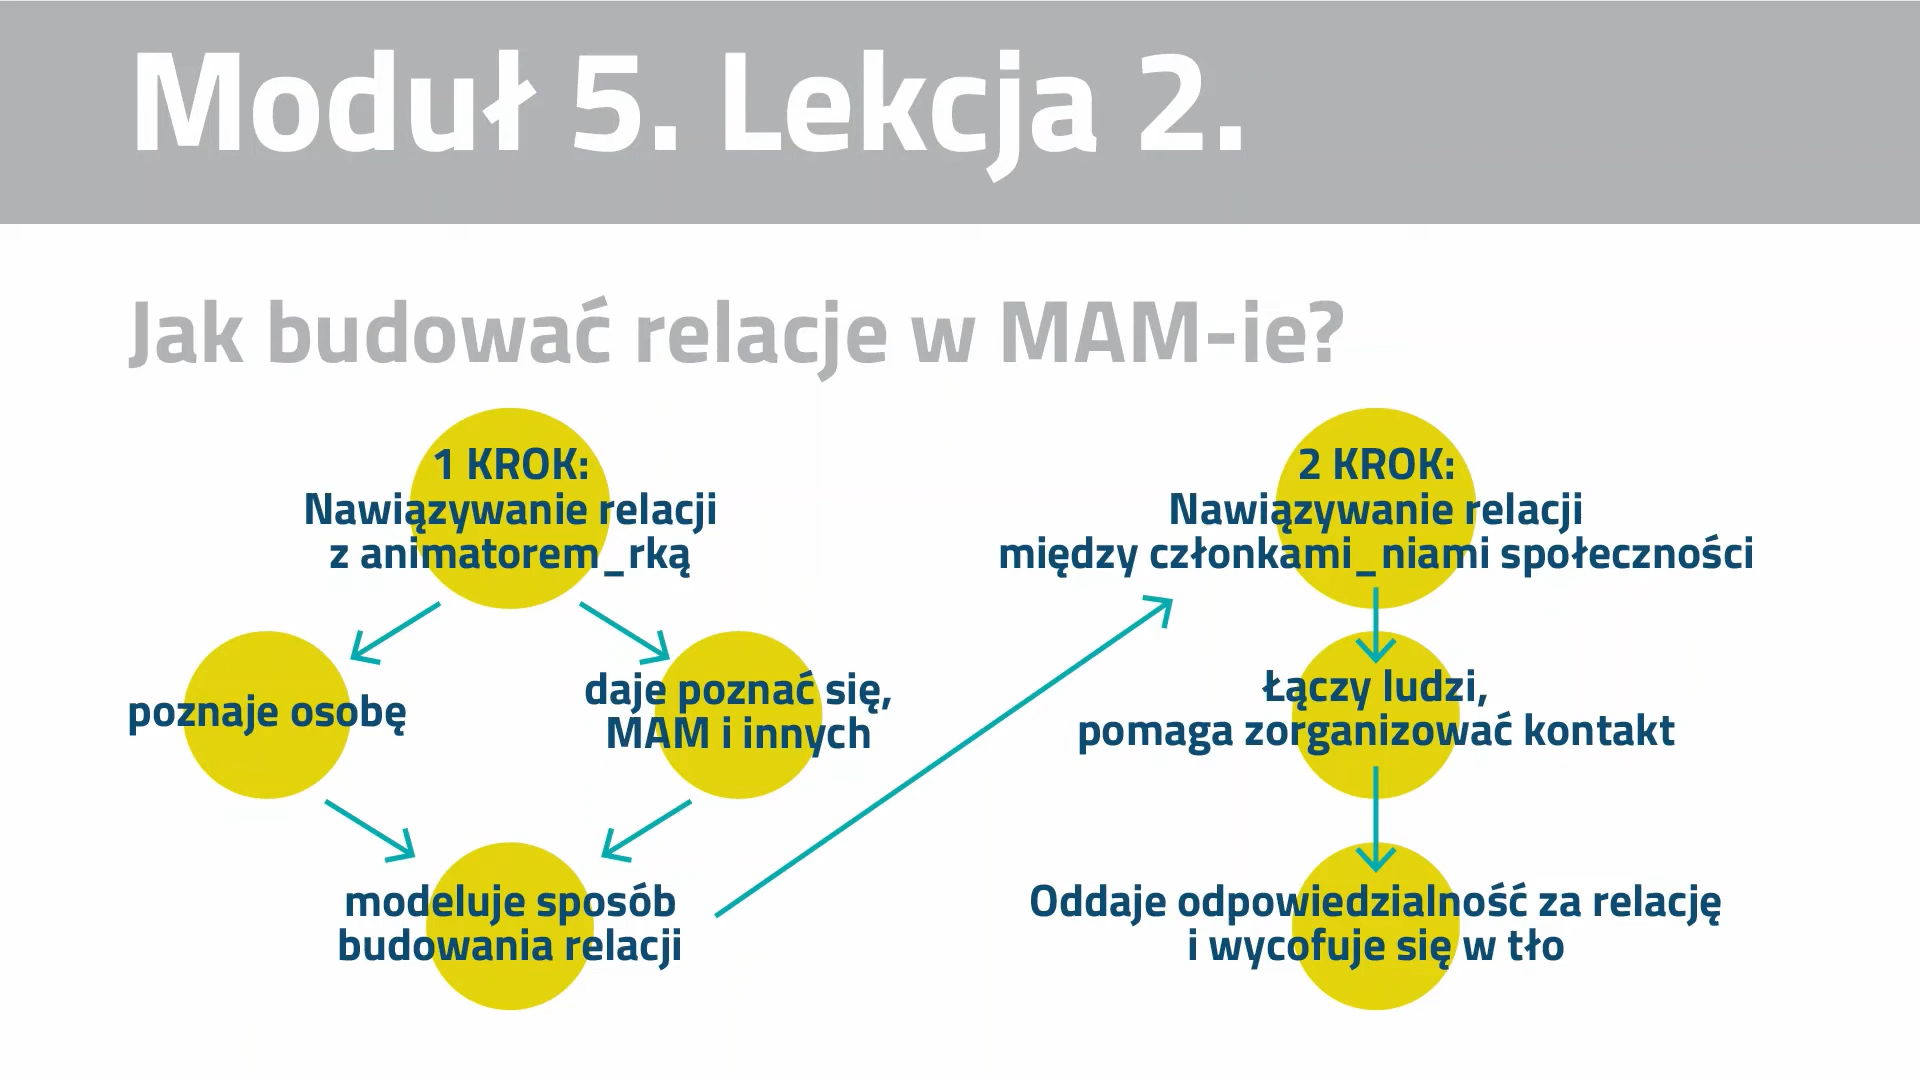 Moduł 5. Lekcja 2.
Jak budować relacje w MAM-ie?
1 KROK:
Nawiązywanie relacji
z animatorem_rką
poznaje osobę
daje poznać się,
MAM i innych
modeluje sposób
budowania relacji
2 KROK:
Nawiązywanie relacji
między członkami_niami społeczności
Łączy ludzi,
pomaga zorganizować kontakt
Oddaje odpowiedzialność za relację
i wycofuje się w tło